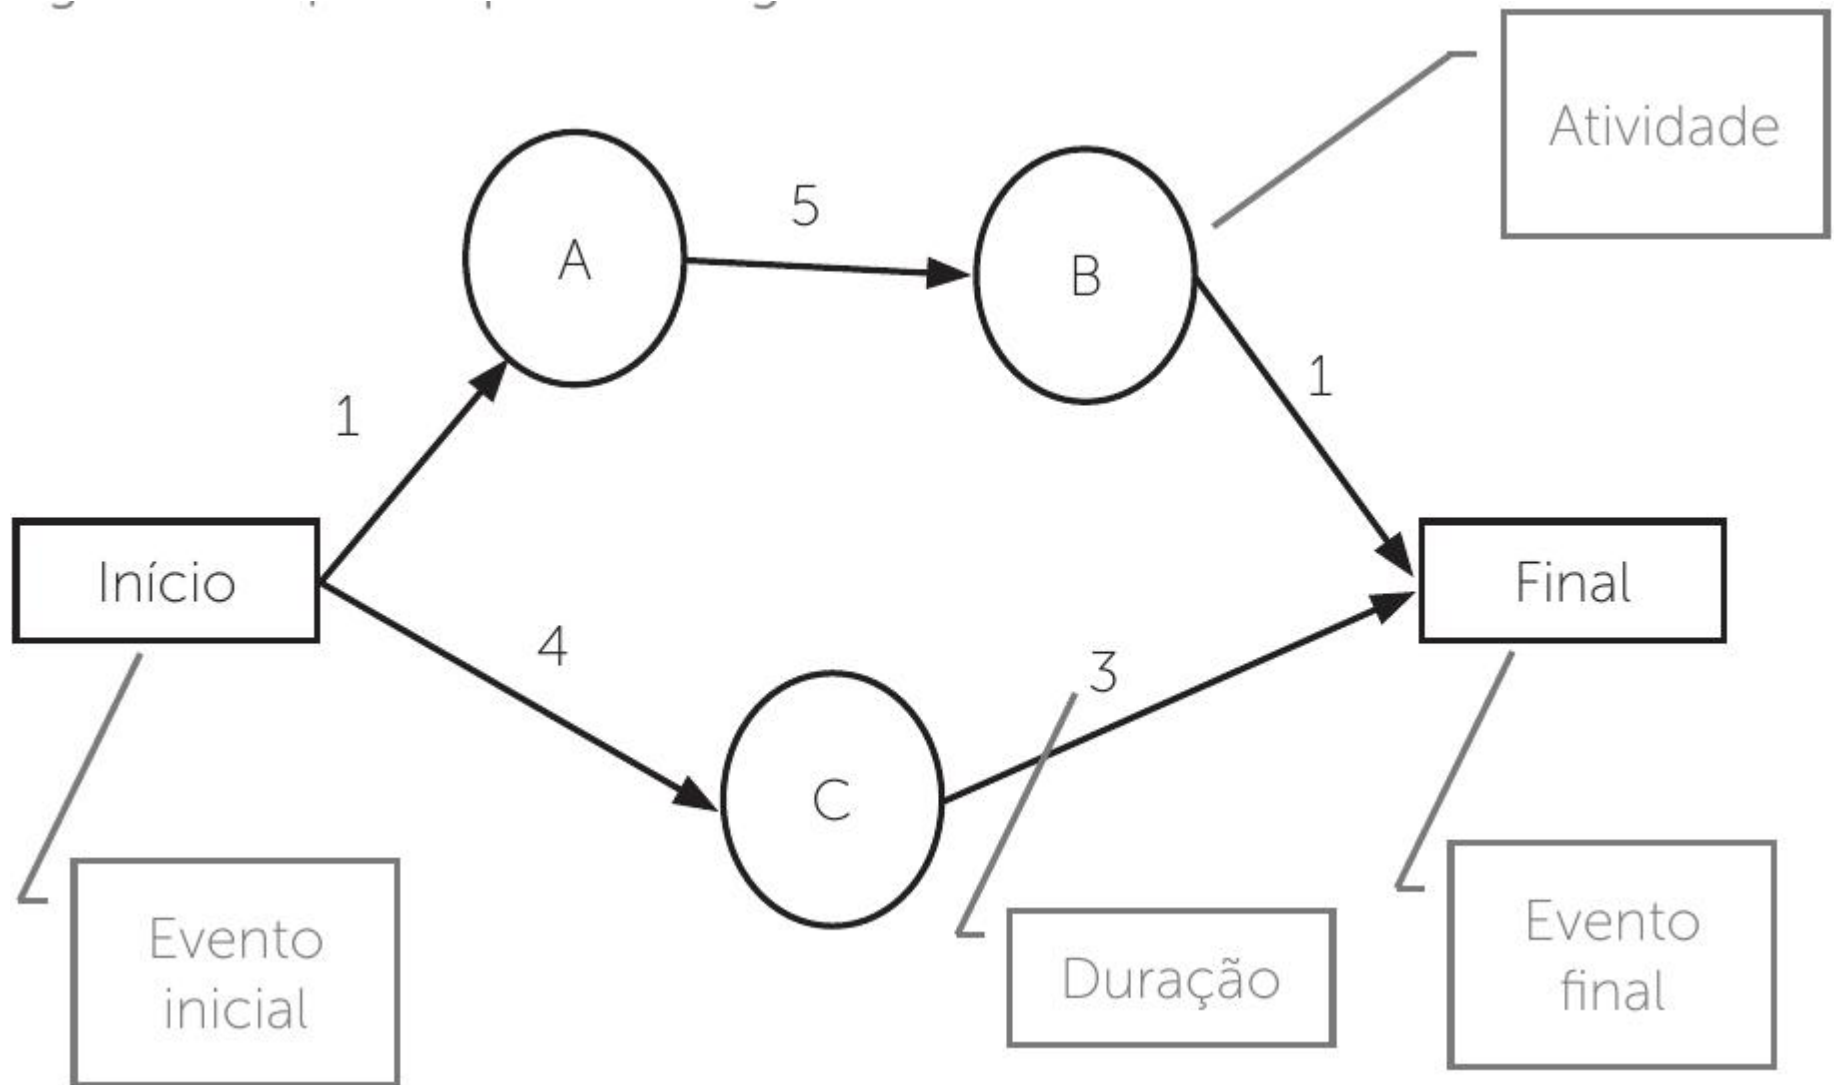 Atividade
A
5
B
1
1
Início
Final
4
3
C
Evento
inicial
Duração
Evento
final